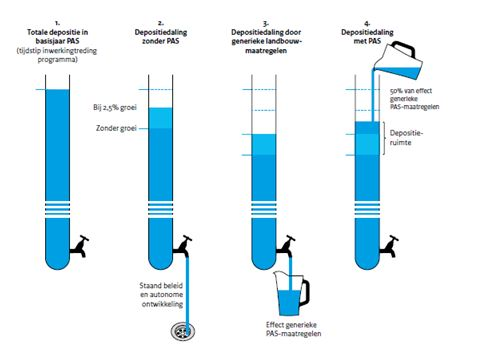 1.
Totale depositie in
basisjaar PAS
(tijdstip inwerkingtreding
programma)
2.
Depositiedaling
zonder PAS
Bij 2,5% groei
Zonder groei
Staand beleid
en autonome
ontwikkeling
3.
Depositiedaling door
generieke landbouw-
maatregelen
Effect generieke
PAS-maatregelen
4.
Depositiedaling
met PAS
50% van effect
generieke
PAS-maatregelen
Depositie-
ruimte